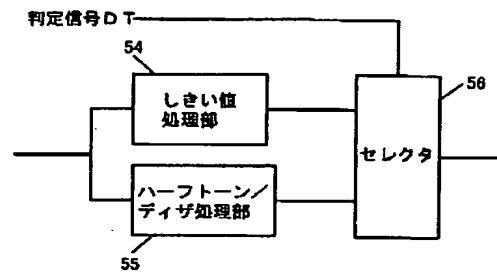 判定信号DT
54
しきい値
処理部
56
セレクタ
ハーフトーン/
ディザ処理部
55